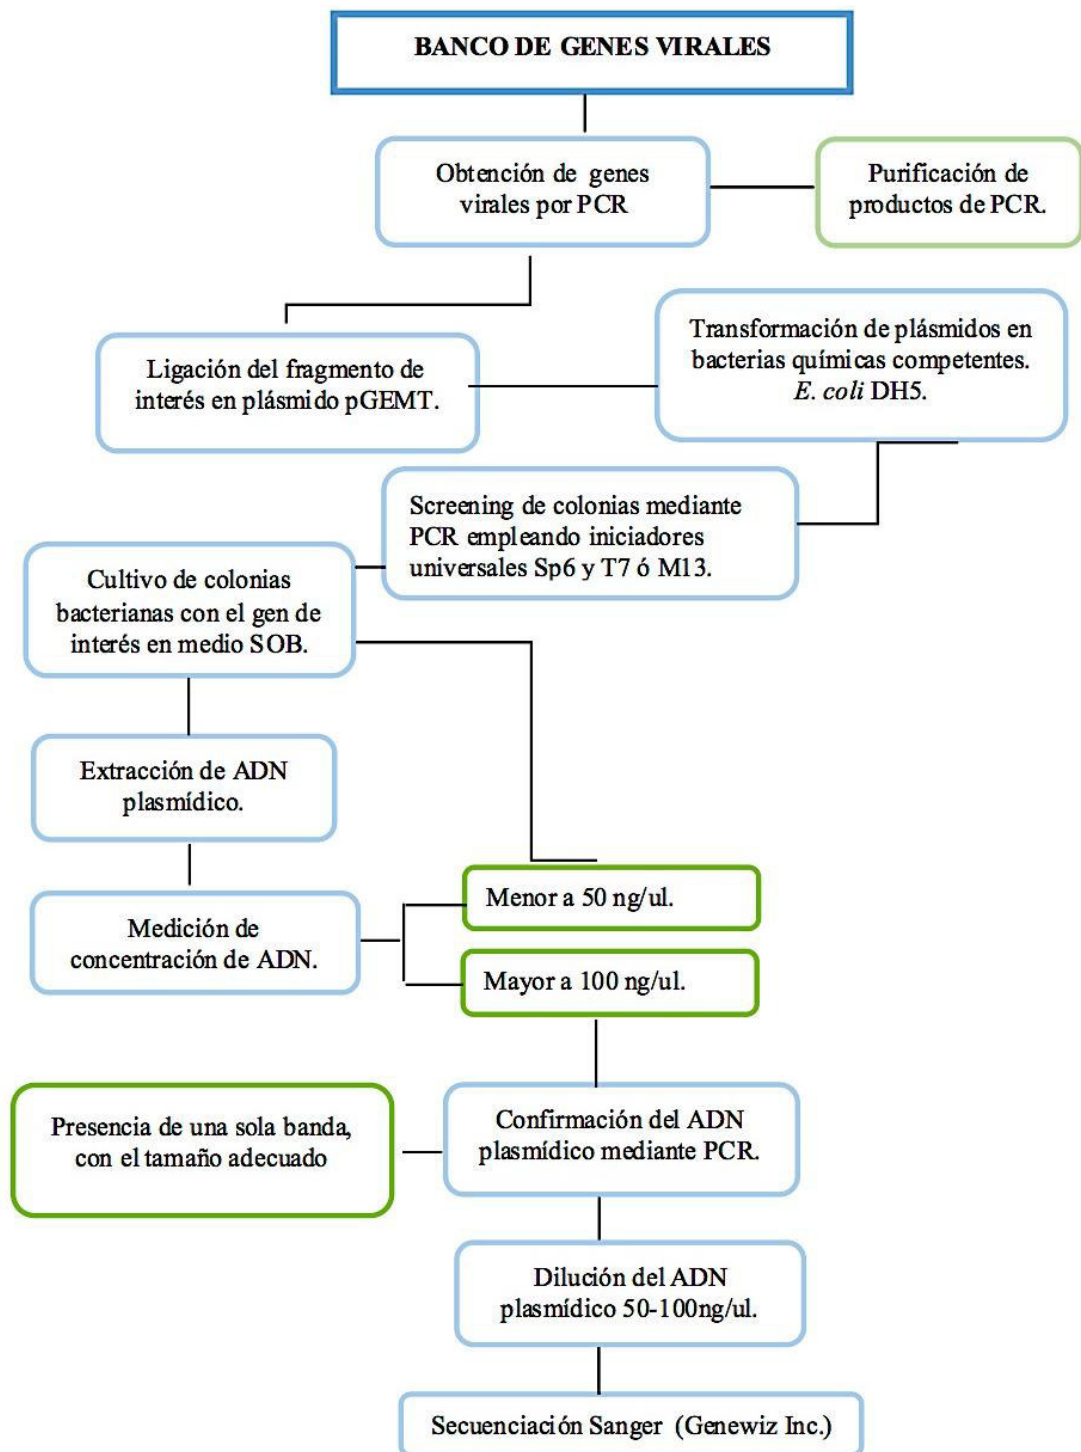 BANCO DE GENES VIRALES
Obtención de genes
virales por PCR
Purificación de
productos de PCR.
Ligación del fragmento de
interés en plásmido pGEMT.
Transformación de plásmidos en
bacterias químicas competentes.
E. coli DH5.
Screening de colonias mediante
PCR empleando iniciadores
universales Sp6 y T7 ó M13.
Cultivo de colonias
bacterianas con el gen de
interés en medio SOB.
Extracción de ADN
plasmídico.
Medición de
concentración de ADN.
Menor a 50 ng/ul.
Mayor a 100 ng/ul.
Presencia de una sola banda,
con el tamaño adecuado
Confirmación del ADN
plasmídico mediante PCR.
Dilución del ADN
plasmídico 50-100ng/ul.
Secuenciación Sanger (Genewiz Inc.)